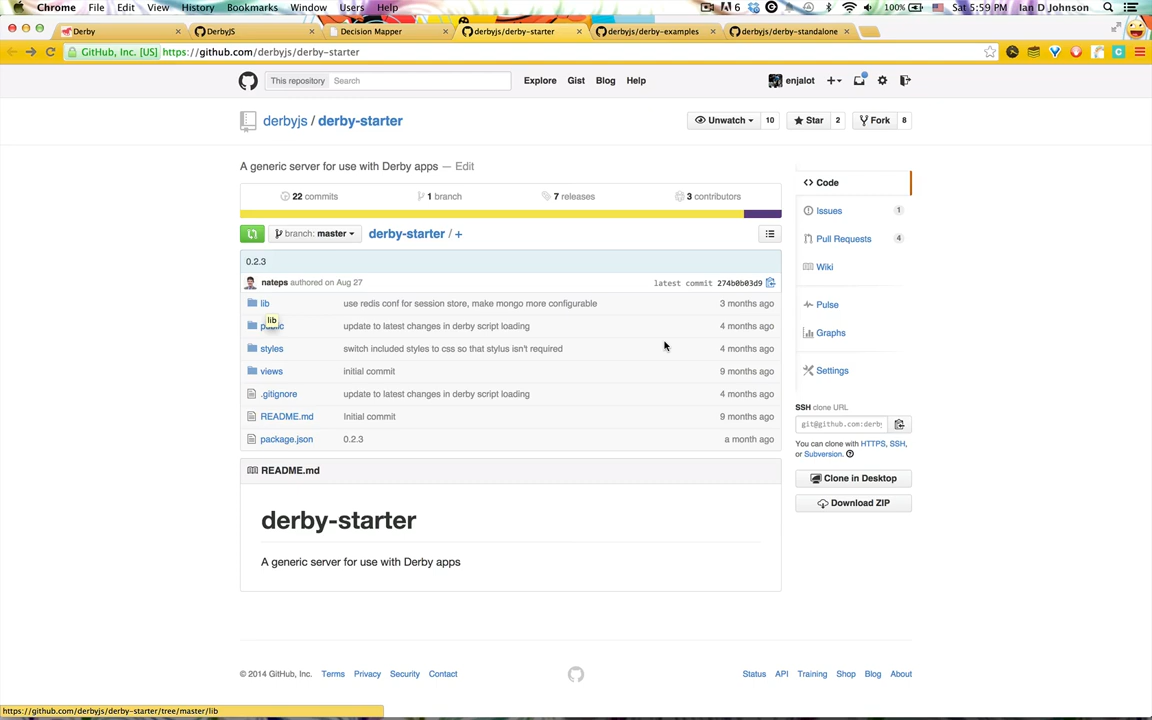 Chrome File Edit View History Bookmarks Window Users Help 6 100% Sat 5:59 PM Ian D Johnson
Derby DerbyJS Decision Mapper derbyjs/derby-starter derbyjs/derby-examples derbyjs/derby-standalone
GitHub, Inc. [US] https://github.com/derbyjs/derby-starter
This repository Search Explore Gist Blog Help enjalot
derbyjs / derby-starter Unwatch 10 Star 2 Fork 8
A generic server for use with Derby apps — Edit
22 commits 1 branch 7 releases 3 contributors
branch: master derby-starter / +
0.2.3
nateps authored on Aug 27 latest commit 274b0b03d9
lib use redis conf for session store, make mongo more configurable 3 months ago
lib
public update to latest changes in derby script loading 4 months ago
styles switch included styles to css so that stylus isn't required 4 months ago
views initial commit 9 months ago
.gitignore update to latest changes in derby script loading 4 months ago
README.md Initial commit 9 months ago
package.json 0.2.3 a month ago
README.md
derby-starter
A generic server for use with Derby apps
Code
Issues 1
Pull Requests 4
Wiki
Pulse
Graphs
Settings
SSH clone URL
git@github.com:derby
You can clone with HTTPS, SSH,
or Subversion.
Clone in Desktop
Download ZIP
© 2014 GitHub, Inc. Terms Privacy Security Contact Status API Training Shop Blog About
https://github.com/derbyjs/derby-starter/tree/master/lib